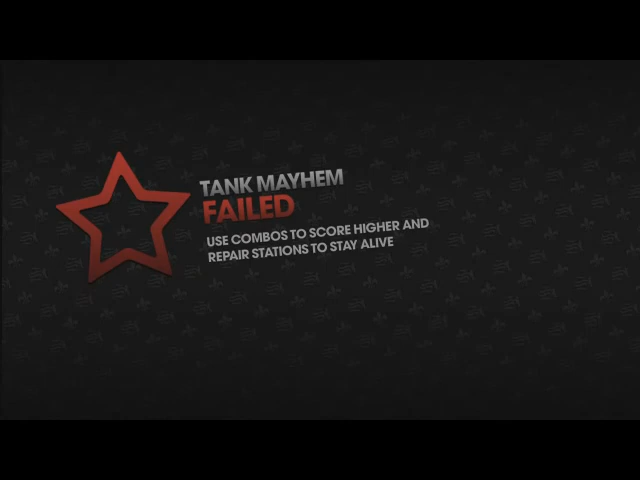 TANK MAYHEM
FAILED
USE COMBOS TO SCORE HIGHER AND
REPAIR STATIONS TO STAY ALIVE